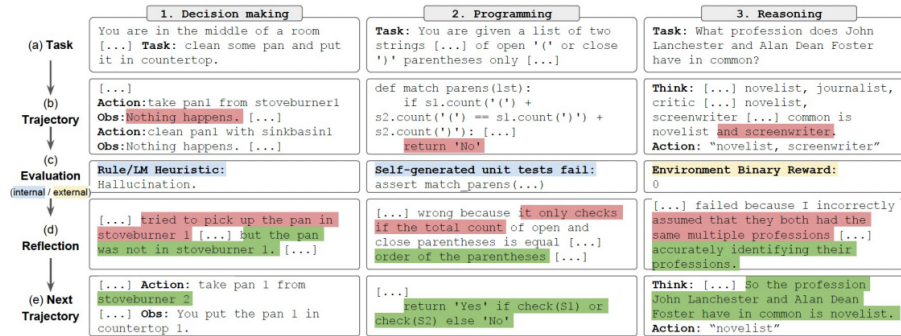 1. Decision making
2. Programming
3. Reasoning
(a) Task
You are in the middle of a room
[...] Task: clean some pan and put
it in countertop.
Task: You are given a list of two
strings [...] of open '(' or close
')' parentheses only [...]
Task: What profession does John
Lanchester and Alan Dean Foster
have in common?
(b)
Trajectory
[...]
Action:take pan1 from stoveburner1
Obs:Nothing happens. [...]
Action:clean pan1 with sinkbasin1
Obs:Nothing happens. [...]
def match_parens(lst):
if s1.count('(') +
s2.count('(') == s1.count(')') +
s2.count(')'): [...]
return 'No'
Think: [...] novelist, journalist,
critic [...] novelist,
screenwriter [...] common is
novelist and screenwriter.
Action: "novelist, screenwriter"
(c)
Evaluation
(internal / external)
Rule/LM Heuristic:
Hallucination.
Self-generated unit tests fail:
assert match_parens(...)
Environment Binary Reward:
0
(d)
Reflection
[...] tried to pick up the pan in
stoveburner 1 [...] but the pan
was not in stoveburner 1. [...]
[...] wrong because it only checks
if the total count of open and
close parentheses is equal [...]
order of the parentheses [...]
[...] failed because I incorrectly
assumed that they both had the
same multiple professions [...]
accurately identifying their
professions.
(e) Next
Trajectory
[...] Action: take pan 1 from
stoveburner 2
[...] Obs: You put the pan 1 in
countertop 1.
[...]
return 'Yes' if check(S1) or
check(S2) else 'No'
Think: [...] So the profession
John Lanchester and Alan Dean
Foster have in common is novelist.
Action: "novelist"